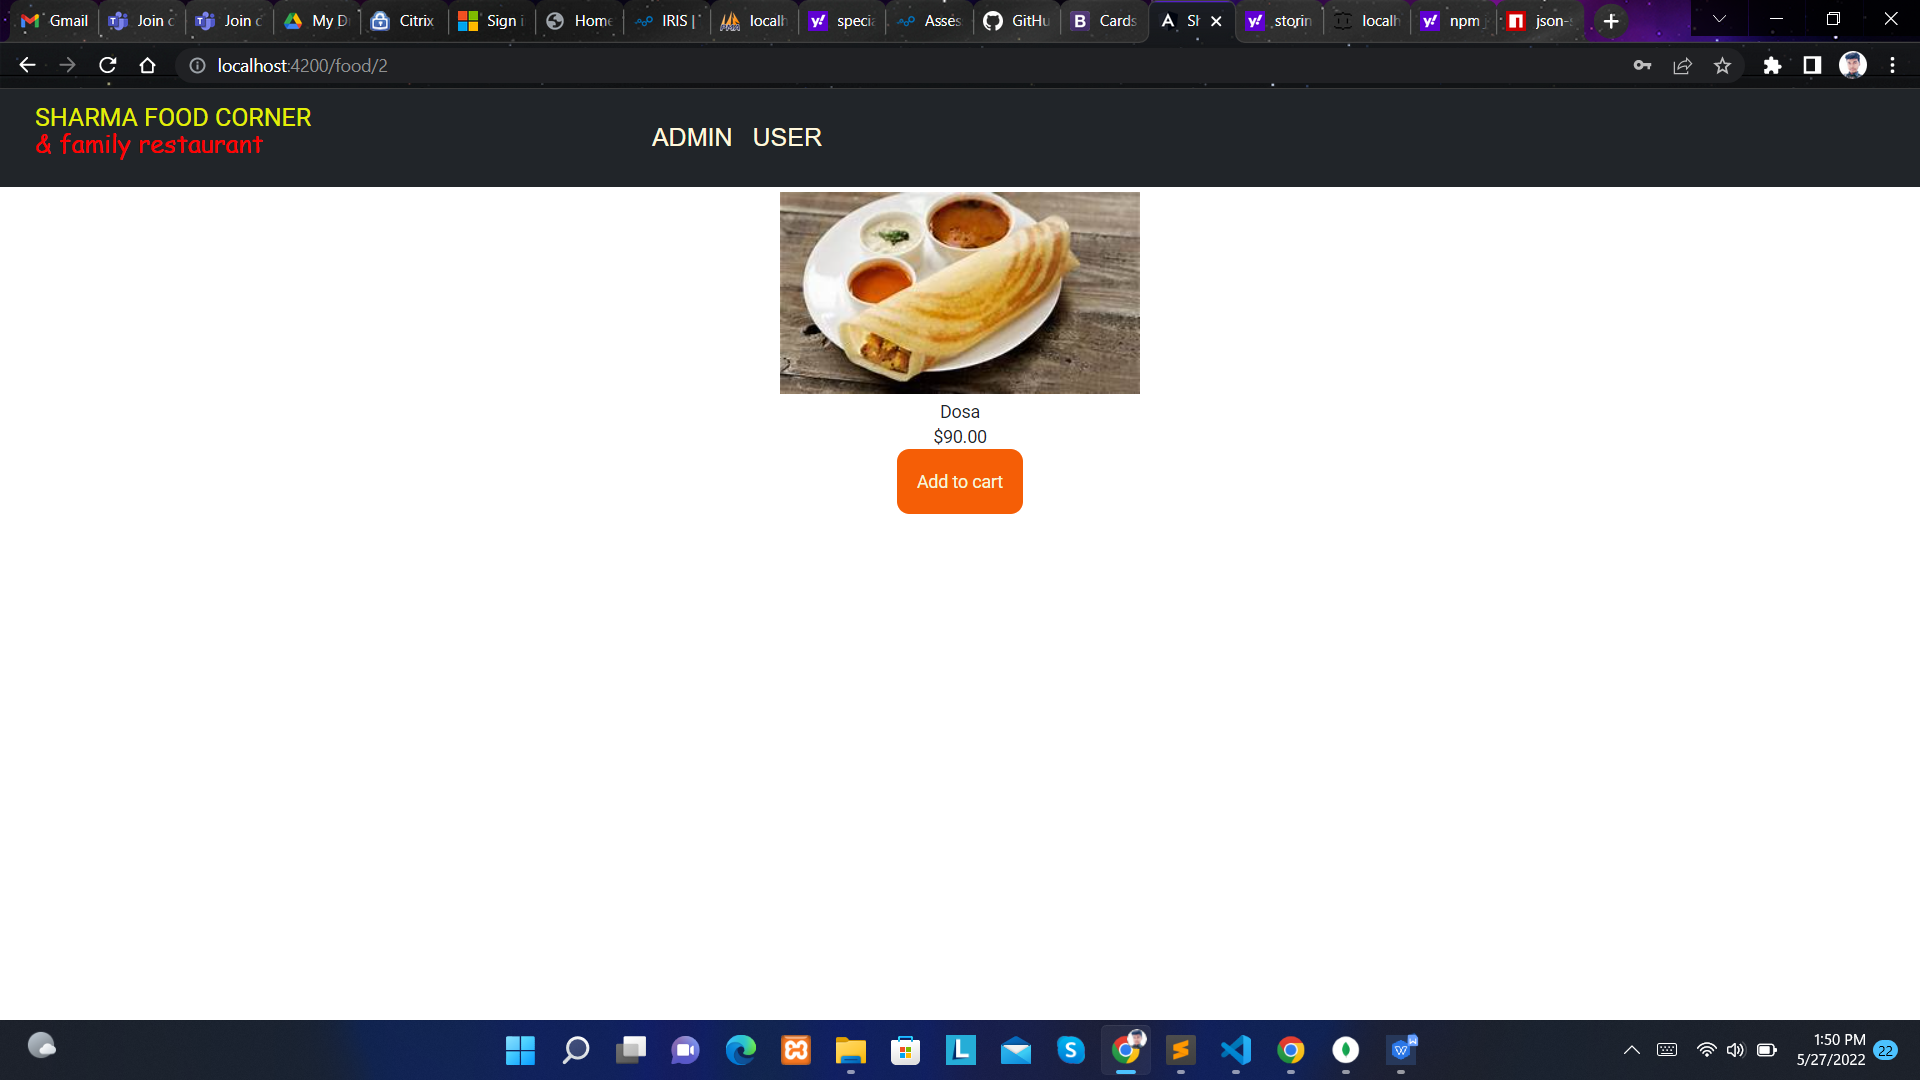 Gmail
Join c
Join c
My D
Citrix
Sign i
Home
IRIS |
localh
specia
Asses
GitHu
Cards
Sh
storin
localh
npm
json-s
localhost:4200/food/2
SHARMA FOOD CORNER
& family restaurant
ADMIN USER
Dosa
$90.00
Add to cart
1:50 PM
5/27/2022
22